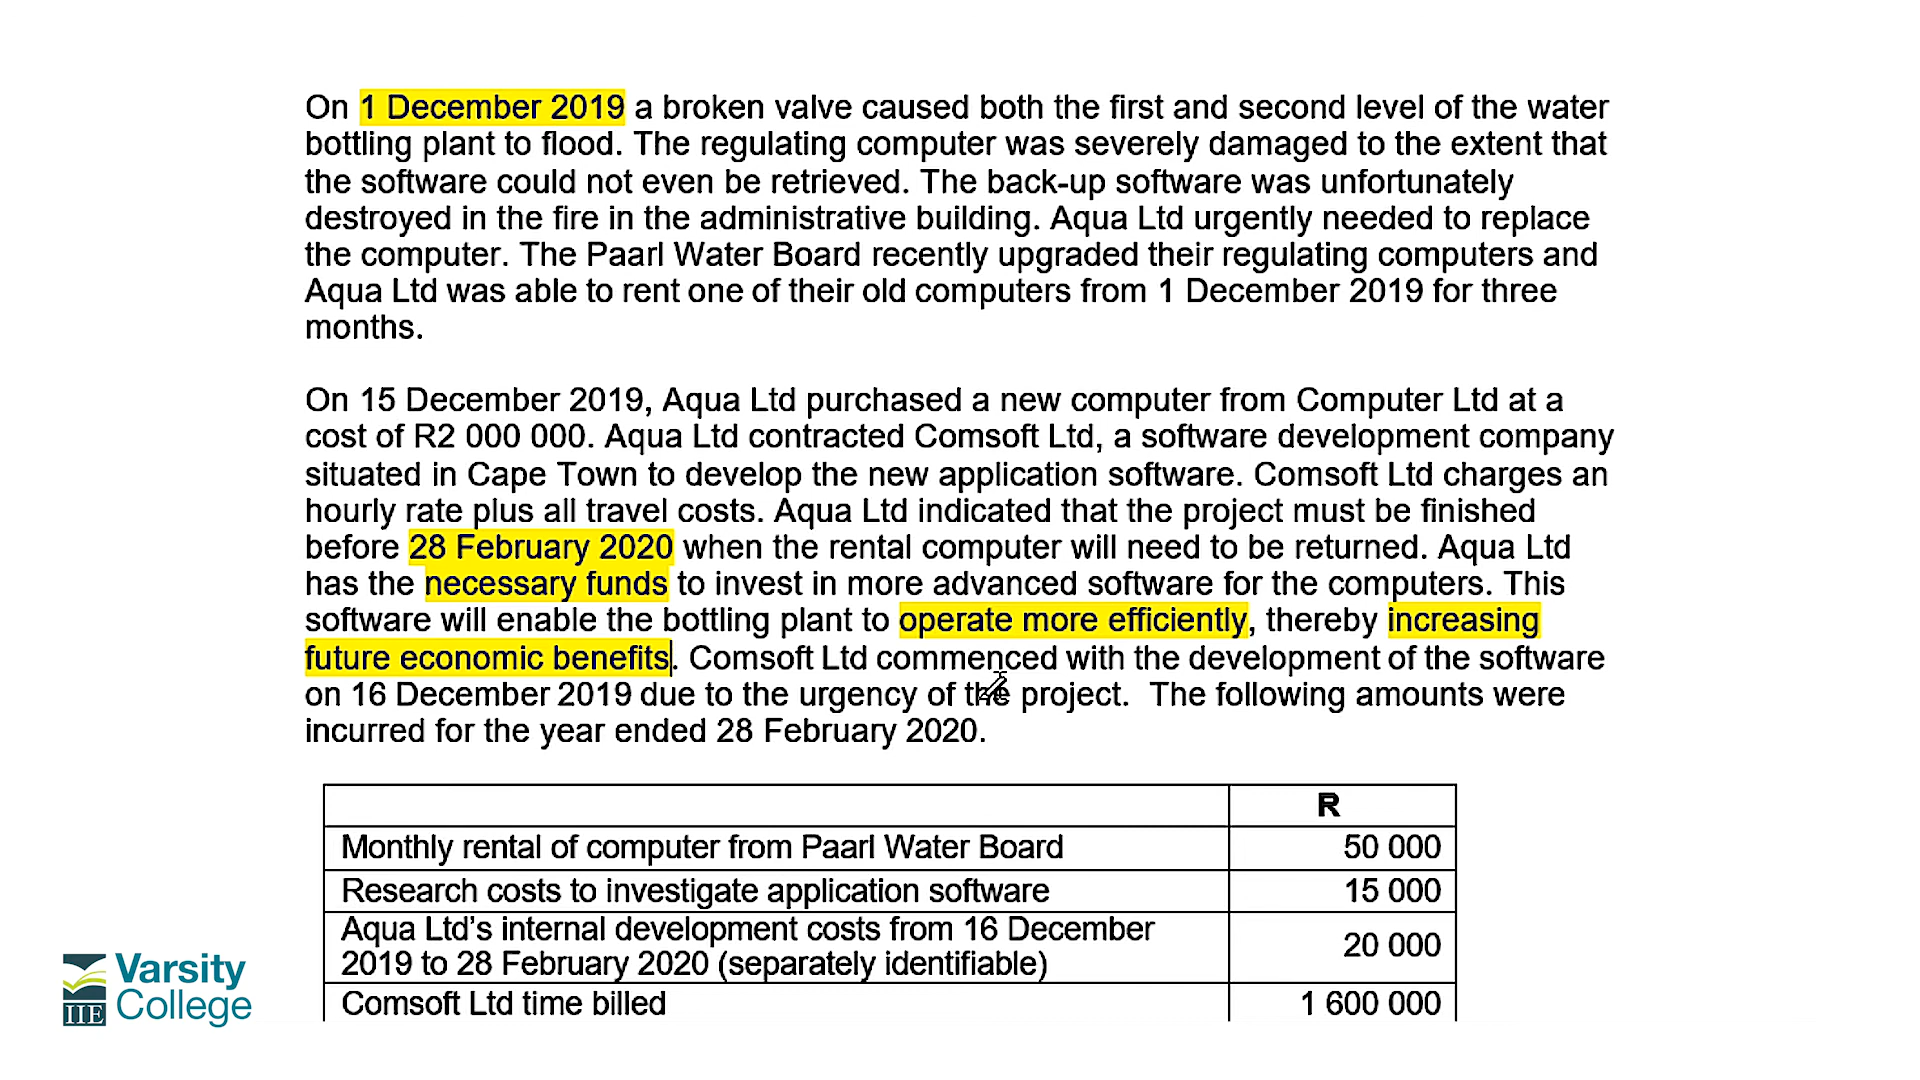 On 1 December 2019 a broken valve caused both the first and second level of the water
bottling plant to flood. The regulating computer was severely damaged to the extent that
the software could not even be retrieved. The back-up software was unfortunately
destroyed in the fire in the administrative building. Aqua Ltd urgently needed to replace
the computer. The Paarl Water Board recently upgraded their regulating computers and
Aqua Ltd was able to rent one of their old computers from 1 December 2019 for three
months.
On 15 December 2019, Aqua Ltd purchased a new computer from Computer Ltd at a
cost of R2 000 000. Aqua Ltd contracted Comsoft Ltd, a software development company
situated in Cape Town to develop the new application software. Comsoft Ltd charges an
hourly rate plus all travel costs. Aqua Ltd indicated that the project must be finished
before 28 February 2020 when the rental computer will need to be returned. Aqua Ltd
has the necessary funds to invest in more advanced software for the computers. This
software will enable the bottling plant to operate more efficiently, thereby increasing
future economic benefits. Comsoft Ltd commenced with the development of the software
on 16 December 2019 due to the urgency of the project. The following amounts were
incurred for the year ended 28 February 2020.
R
Monthly rental of computer from Paarl Water Board 50 000
Research costs to investigate application software 15 000
Aqua Ltd's internal development costs from 16 December
2019 to 28 February 2020 (separately identifiable) 20 000
Comsoft Ltd time billed 1 600 000
Varsity
College
IIE